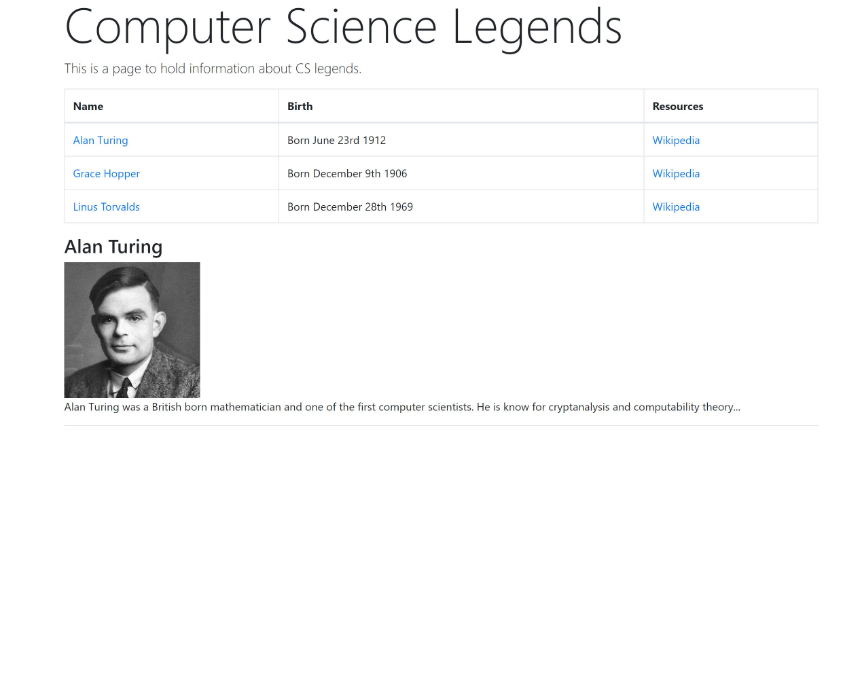 Computer Science Legends
This is a page to hold information about CS legends.
Name Birth Resources
Alan Turing Born June 23rd 1912 Wikipedia
Grace Hopper Born December 9th 1906 Wikipedia
Linus Torvalds Born December 28th 1969 Wikipedia
Alan Turing
Alan Turing was a British born mathematician and one of the first computer scientists. He is know for cryptanalysis and computability theory...